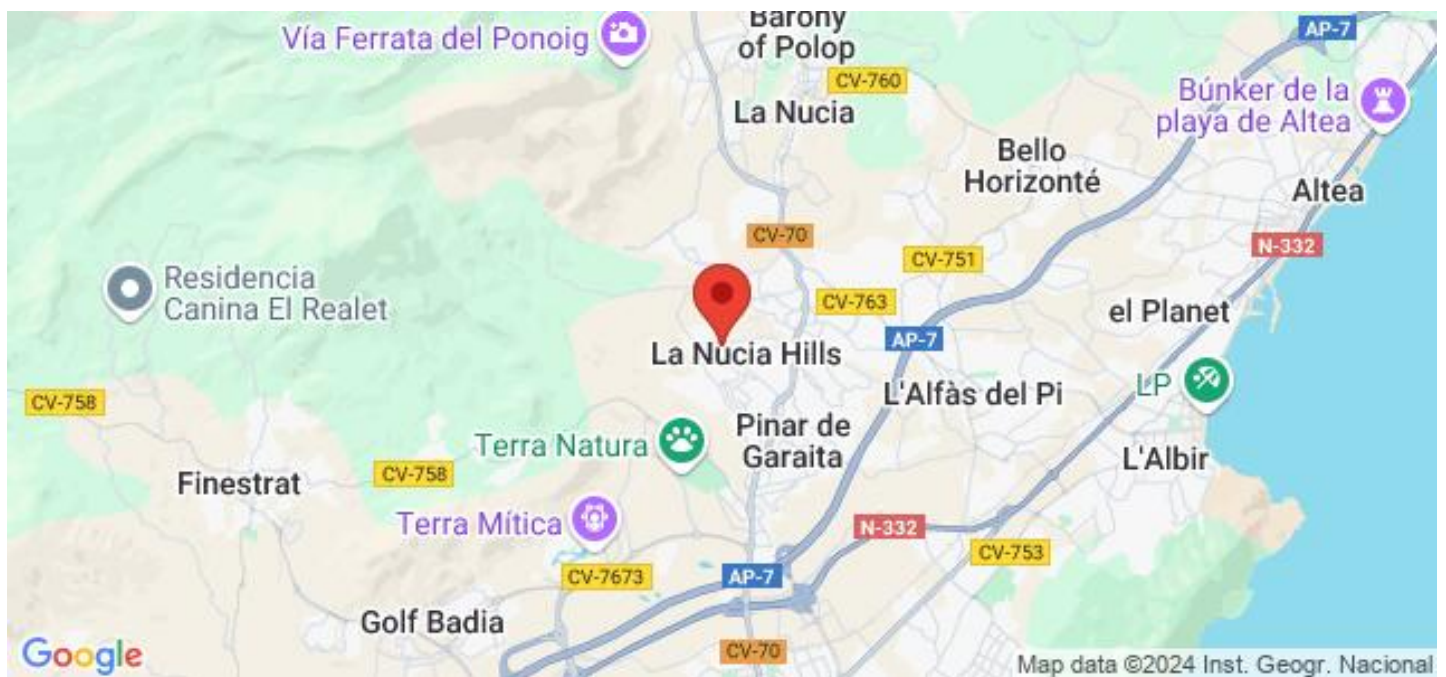 Vía Ferrata del Ponoig
Barony
of Polop
AP-7
CV-760
La Nucia
Búnker de la
playa de Altea
Bello
Horizonté
Altea
CV-70
N-332
CV-751
Residencia
Canina El Realet
CV-763
el Planet
AP-7
La Nucia Hills
LP
L'Alfàs del Pi
CV-758
Pinar de
Garaita
Terra Natura
L'Albir
CV-758
Finestrat
Terra Mítica
N-332
CV-753
CV-7673
AP-7
Golf Badia
CV-70
Google
Map data ©2024 Inst. Geogr. Nacional